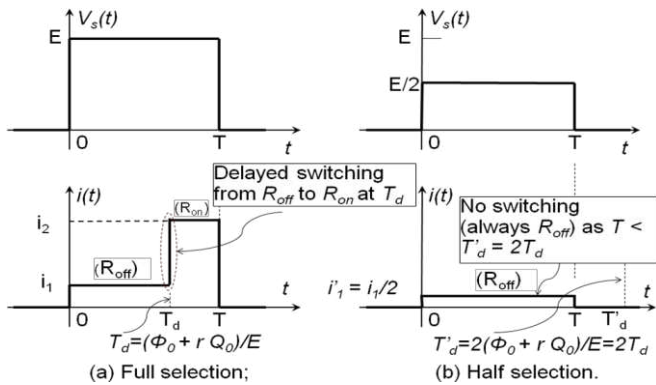 V_s(t)
E
0
T
t
V_s(t)
E
E/2
0
T
t
i(t)
Delayed switching
from R_off to R_on at T_d
(R_on)
i_2
(R_off)
i_1
0
T_d
T
t
T_d=(Φ_0 + r Q_0)/E
(a) Full selection;
i(t)
No switching
(always R_off) as T <
T'_d = 2T_d
(R_off)
i'_1 = i_1/2
0
T
T'_d
t
T'_d=2(Φ_0 + r Q_0)/E=2T_d
(b) Half selection.